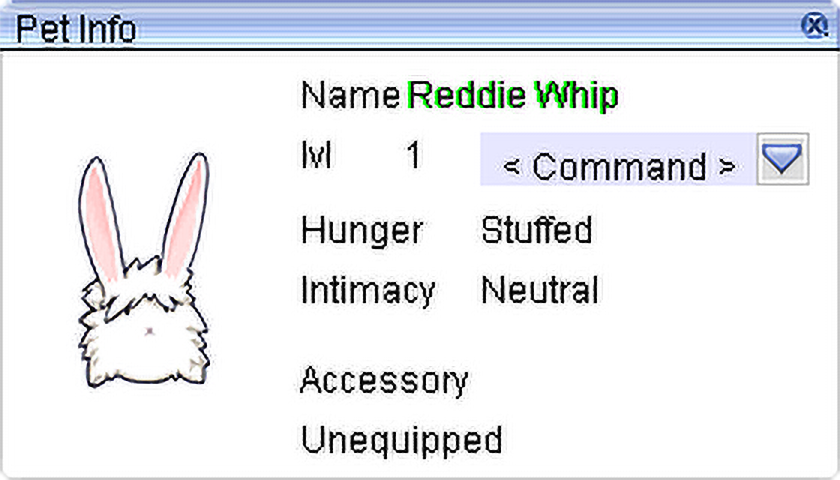 Pet Info
Name Reddie Whip
lvl 1 < Command >
Hunger Stuffed
Intimacy Neutral
Accessory
Unequipped